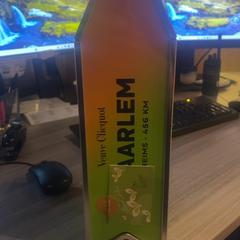 Veuve Clicquot
AARLEM
REIMS - 456 KM